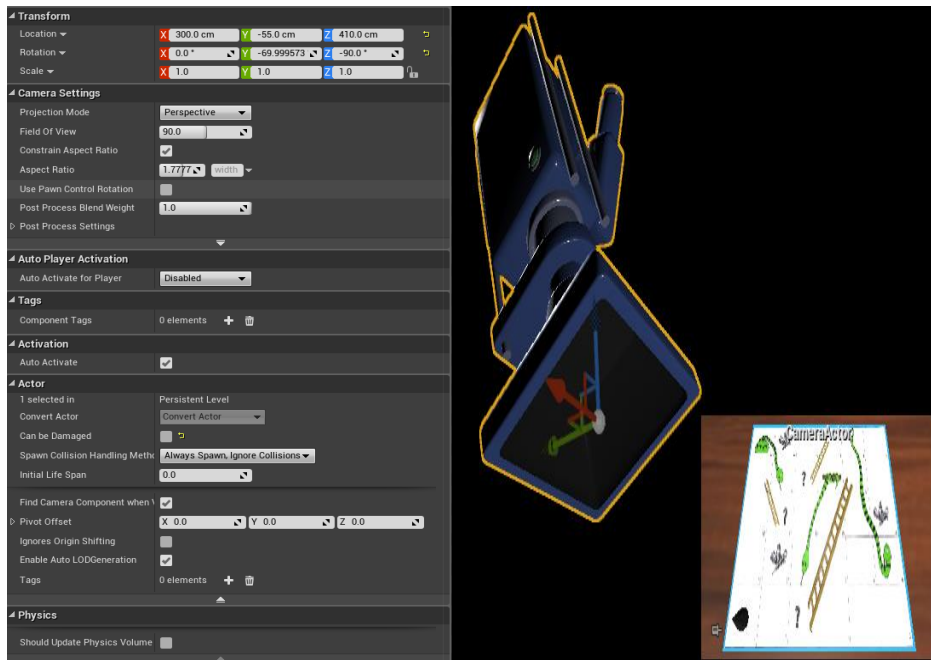 Transform
Location X 300.0 cm Y -55.0 cm Z 410.0 cm
Rotation X 0.0 ° Y -69.999573 Z -90.0 °
Scale X 1.0 Y 1.0 Z 1.0
Camera Settings
Projection Mode Perspective
Field Of View 90.0
Constrain Aspect Ratio
Aspect Ratio 1.7777 width
Use Pawn Control Rotation
Post Process Blend Weight 1.0
Post Process Settings
Auto Player Activation
Auto Activate for Player Disabled
Tags
Component Tags 0 elements
Activation
Auto Activate
Actor
1 selected in Persistent Level
Convert Actor Convert Actor
Can be Damaged
Spawn Collision Handling Metho Always Spawn, Ignore Collisions
Initial Life Span 0.0
Find Camera Component when V
Pivot Offset X 0.0 Y 0.0 Z 0.0
Ignores Origin Shifting
Enable Auto LODGeneration
Tags 0 elements
Physics
Should Update Physics Volume
CameraActor
?
?
?